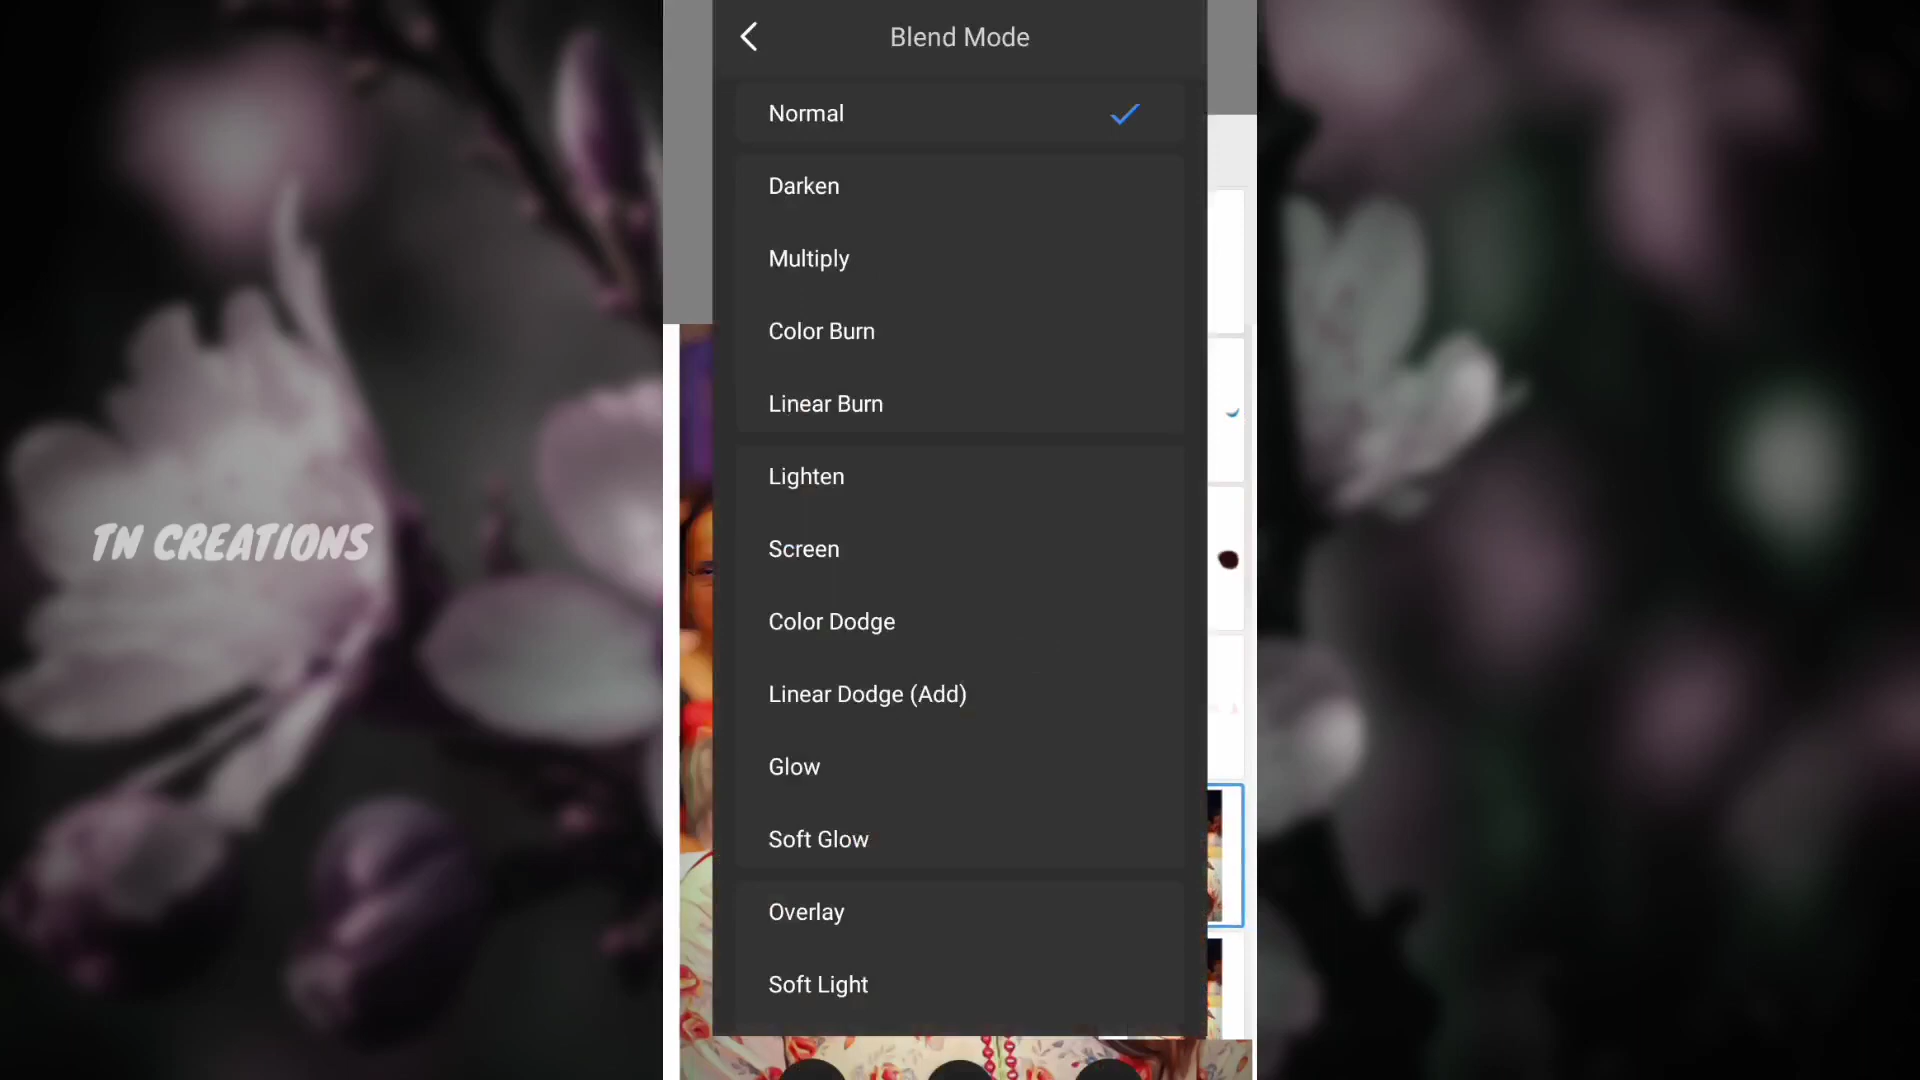 Blend Mode
Normal
Darken
Multiply
Color Burn
Linear Burn
Lighten
TN CREATIONS
Screen
Color Dodge
Linear Dodge (Add)
Glow
Soft Glow
Overlay
Soft Light